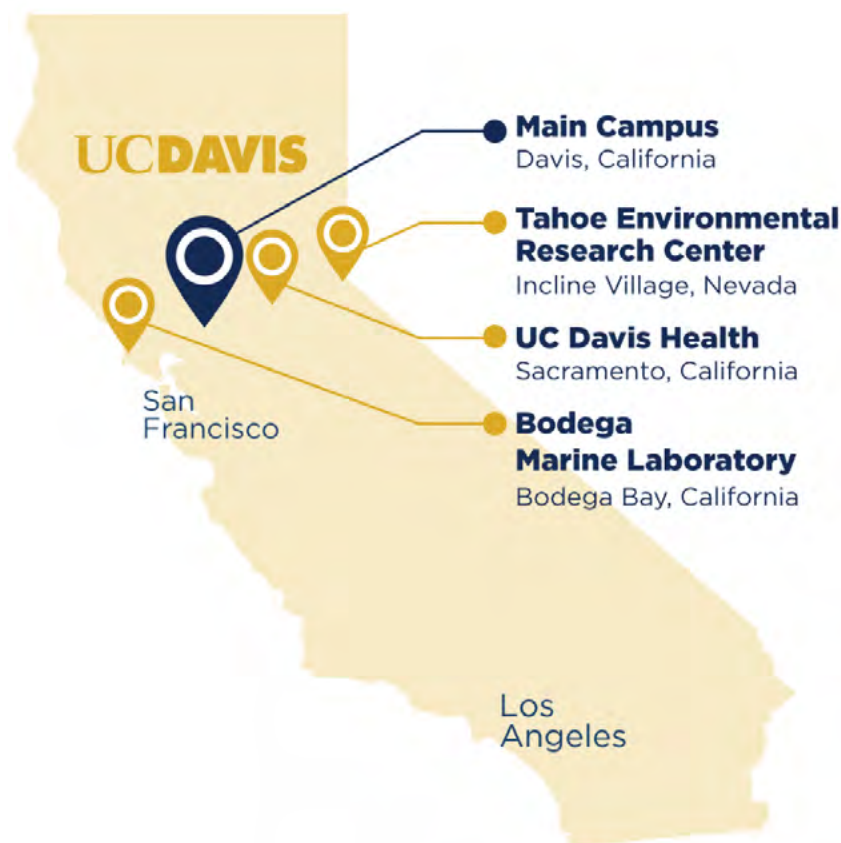 UCDAVIS
Main Campus
Davis, California
Tahoe Environmental
Research Center
Incline Village, Nevada
UC Davis Health
Sacramento, California
Bodega
Marine Laboratory
Bodega Bay, California
San
Francisco
Los
Angeles